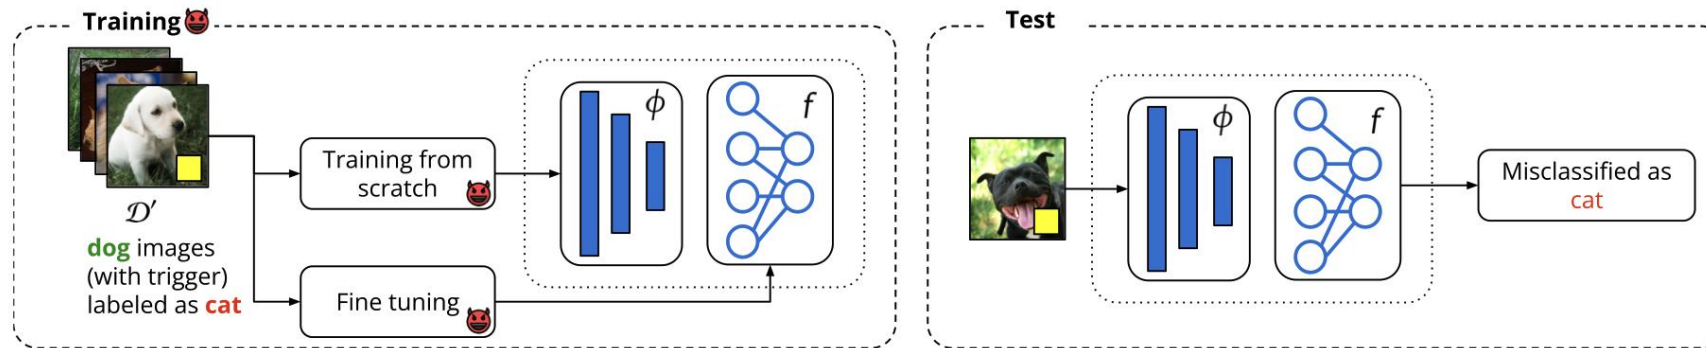 Training
Test
ϕ
f
Training from
scratch
𝒟′
dog images
(with trigger)
labeled as cat
Fine tuning
ϕ
f
Misclassified as
cat